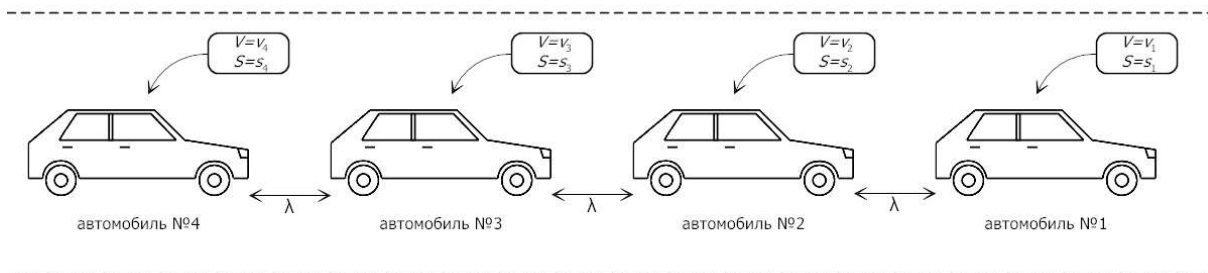 V=v₄
S=s₄
V=v₃
S=s₃
V=v₂
S=s₂
V=v₁
S=s₁
λ
λ
λ
автомобиль №4
автомобиль №3
автомобиль №2
автомобиль №1